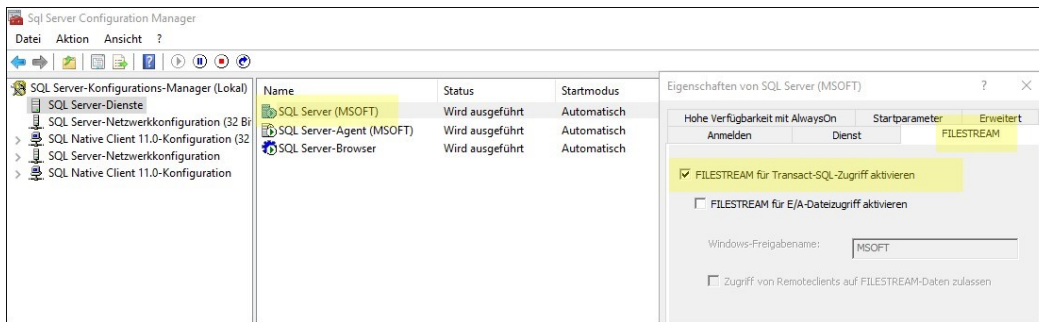 Sql Server Configuration Manager
Datei Aktion Ansicht ?
SQL Server-Konfigurations-Manager (Lokal)
SQL Server-Dienste
SQL Server-Netzwerkkonfiguration (32 Bi
SQL Native Client 11.0-Konfiguration (32
SQL Server-Netzwerkkonfiguration
SQL Native Client 11.0-Konfiguration
Name Status Startmodus
SQL Server (MSOFT) Wird ausgeführt Automatisch
SQL Server-Agent (MSOFT) Wird ausgeführt Automatisch
SQL Server-Browser Wird ausgeführt Automatisch
Eigenschaften von SQL Server (MSOFT) ?
Hohe Verfügbarkeit mit AlwaysOn Startparameter Erweitert
Anmelden Dienst FILESTREAM
FILESTREAM für Transact-SQL-Zugriff aktivieren
FILESTREAM für E/A-Dateizugriff aktivieren
Windows-Freigabename: MSOFT
Zugriff von Remoteclients auf FILESTREAM-Daten zulassen